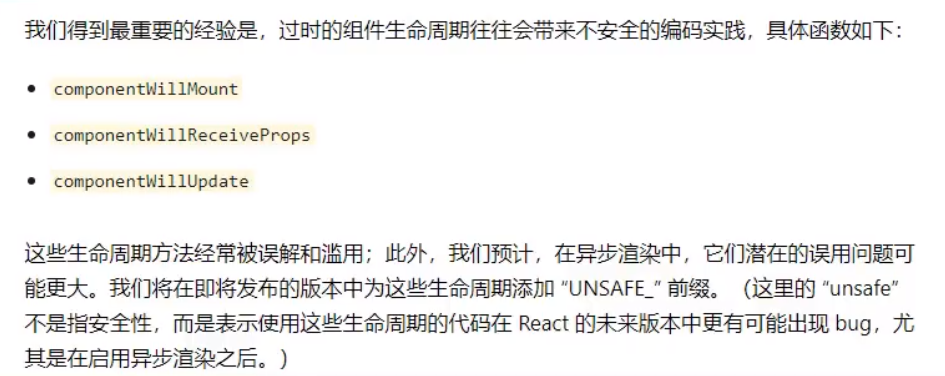 我们得到最重要的经验是，过时的组件生命周期往往会带来不安全的编码实践，具体函数如下：
• componentWillMount
• componentWillReceiveProps
• componentWillUpdate
这些生命周期方法经常被误解和滥用；此外，我们预计，在异步渲染中，它们潜在的误用问题可
能更大。我们将在即将发布的版本中为这些生命周期添加 “UNSAFE_” 前缀。（这里的 “unsafe”
不是指安全性，而是表示使用这些生命周期的代码在 React 的未来版本中更有可能出现 bug，尤
其是在启用异步渲染之后。）